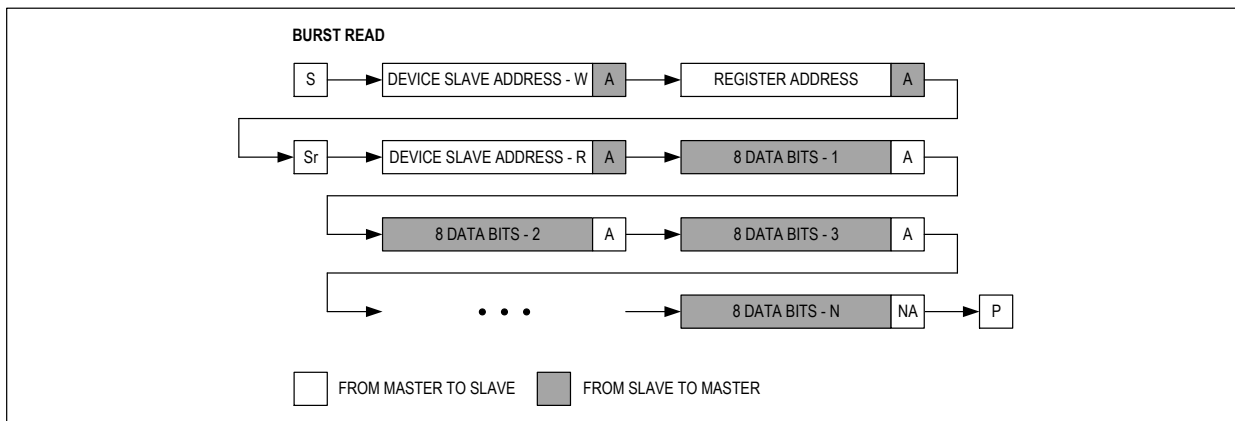 BURST READ
S DEVICE SLAVE ADDRESS - W A REGISTER ADDRESS A
Sr DEVICE SLAVE ADDRESS - R A 8 DATA BITS - 1 A
8 DATA BITS - 2 A 8 DATA BITS - 3 A
• • • 8 DATA BITS - N NA P
FROM MASTER TO SLAVE FROM SLAVE TO MASTER